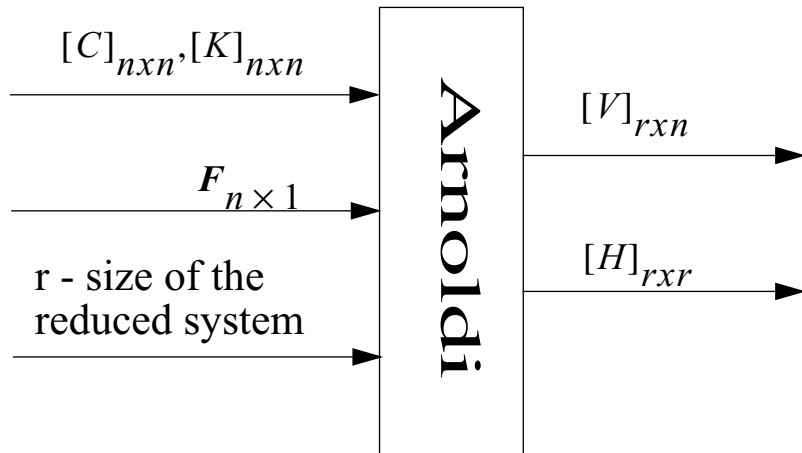 [C]nxn,[K]nxn
Fn × 1
r - size of the
reduced system
Arnoldi
[V]rxn
[H]rxr